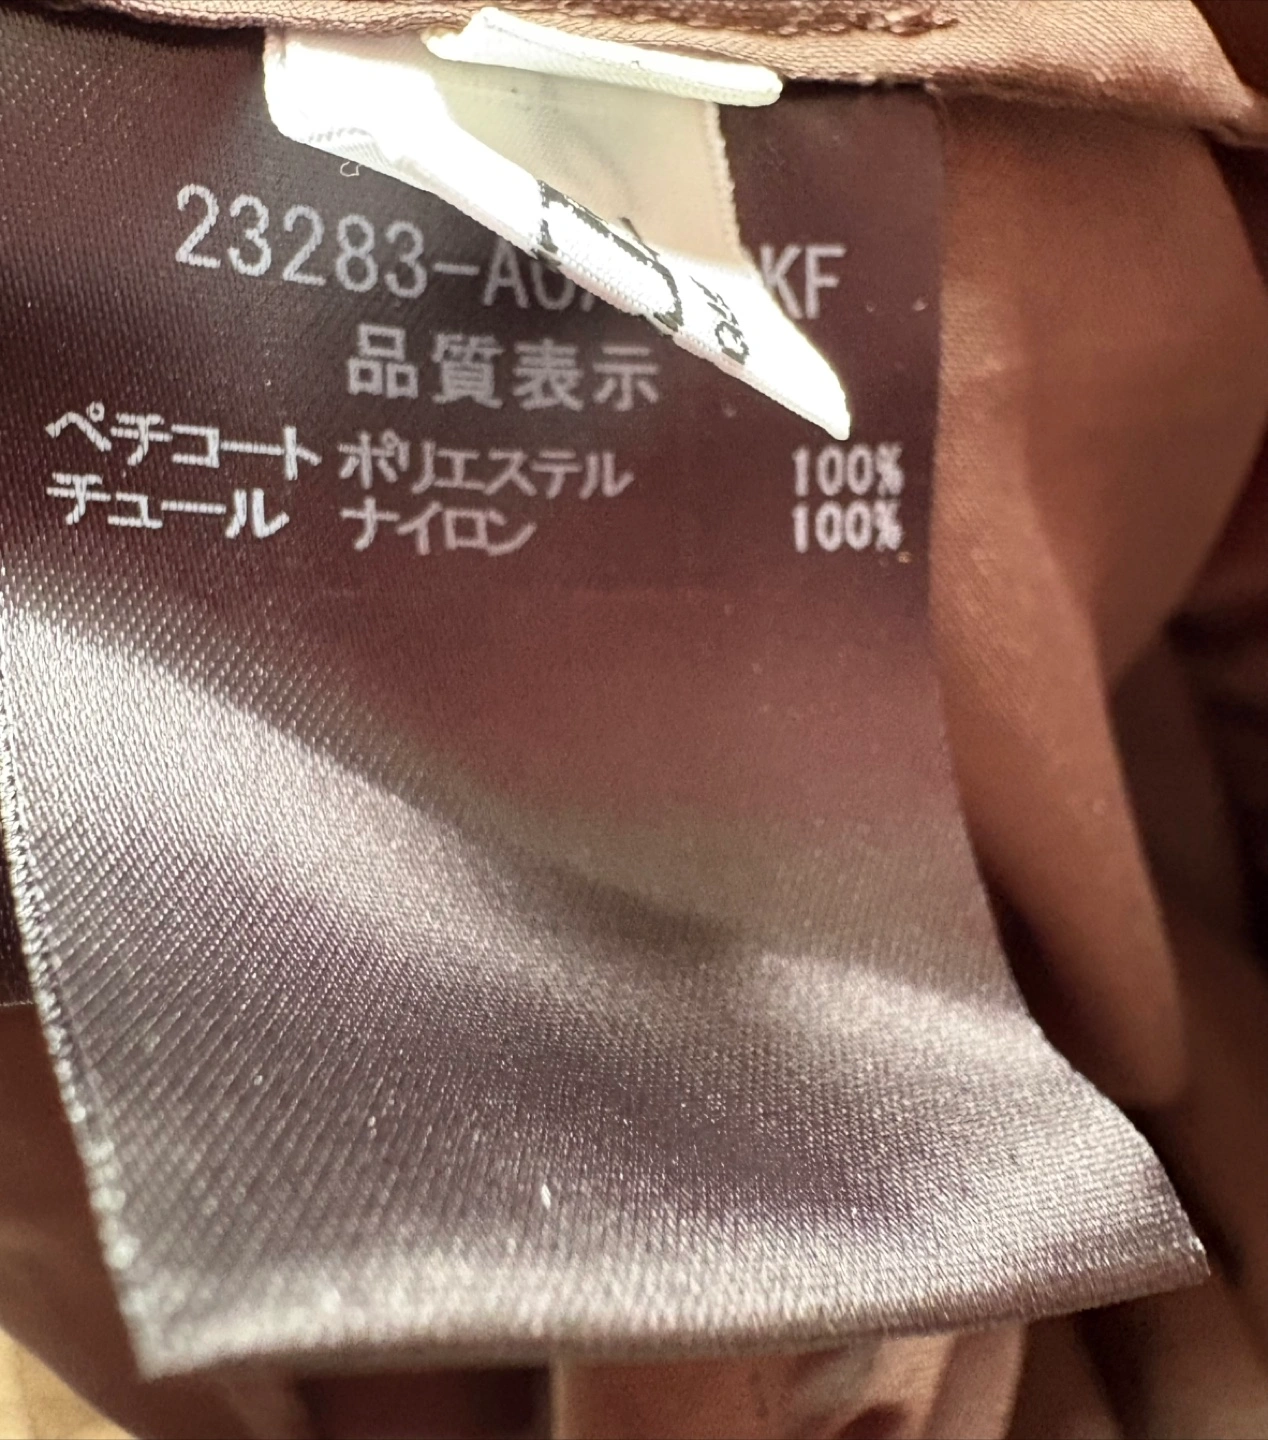 23283-
品質表示
ペチコート ポリエステル 100%
チュール ナイロン 100%